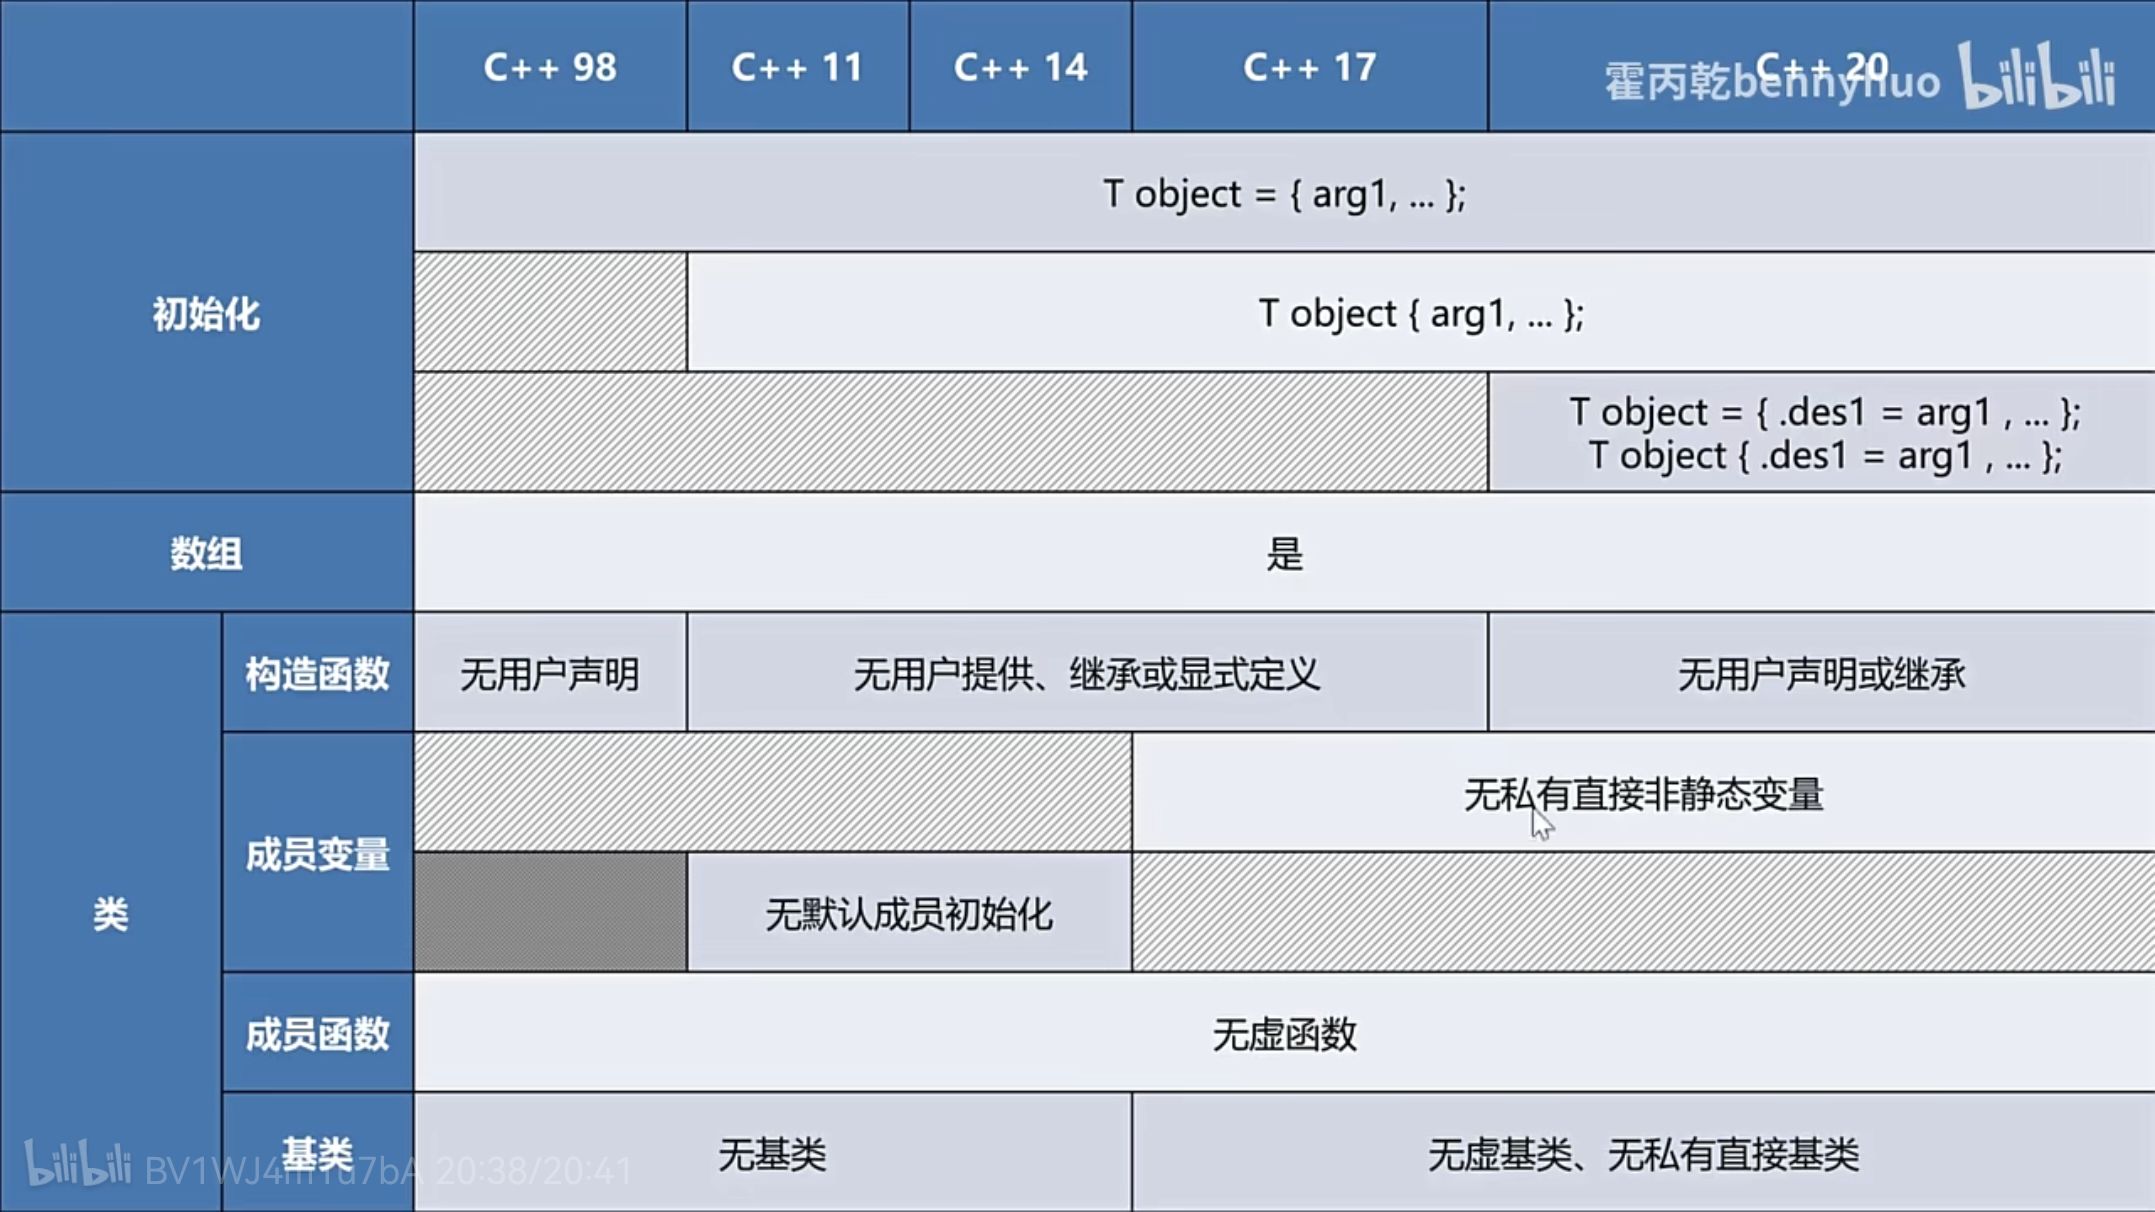 C++ 98
C++ 11
C++ 14
C++ 17
C++ 20
霍丙乾bennyhuo bilibili
初始化
T object = { arg1, ... };
T object { arg1, ... };
T object = { .des1 = arg1 , ... };
T object { .des1 = arg1 , ... };
数组
是
类
构造函数
无用户声明
无用户提供、继承或显式定义
无用户声明或继承
成员变量
无私有直接非静态变量
无默认成员初始化
成员函数
无虚函数
基类
无基类
无虚基类、无私有直接基类
bilibili 20:38/20:41